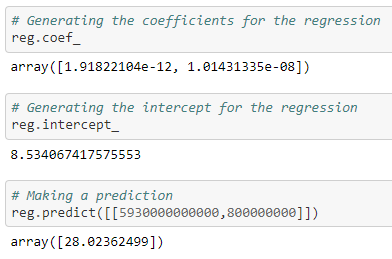 # Generating the coefficients for the regression
reg.coef_
array([1.91822104e-12, 1.01431335e-08])
# Generating the intercept for the regression
reg.intercept_
8.534067417575553
# Making a prediction
reg.predict([[5930000000000,800000000]])
array([28.02362499])